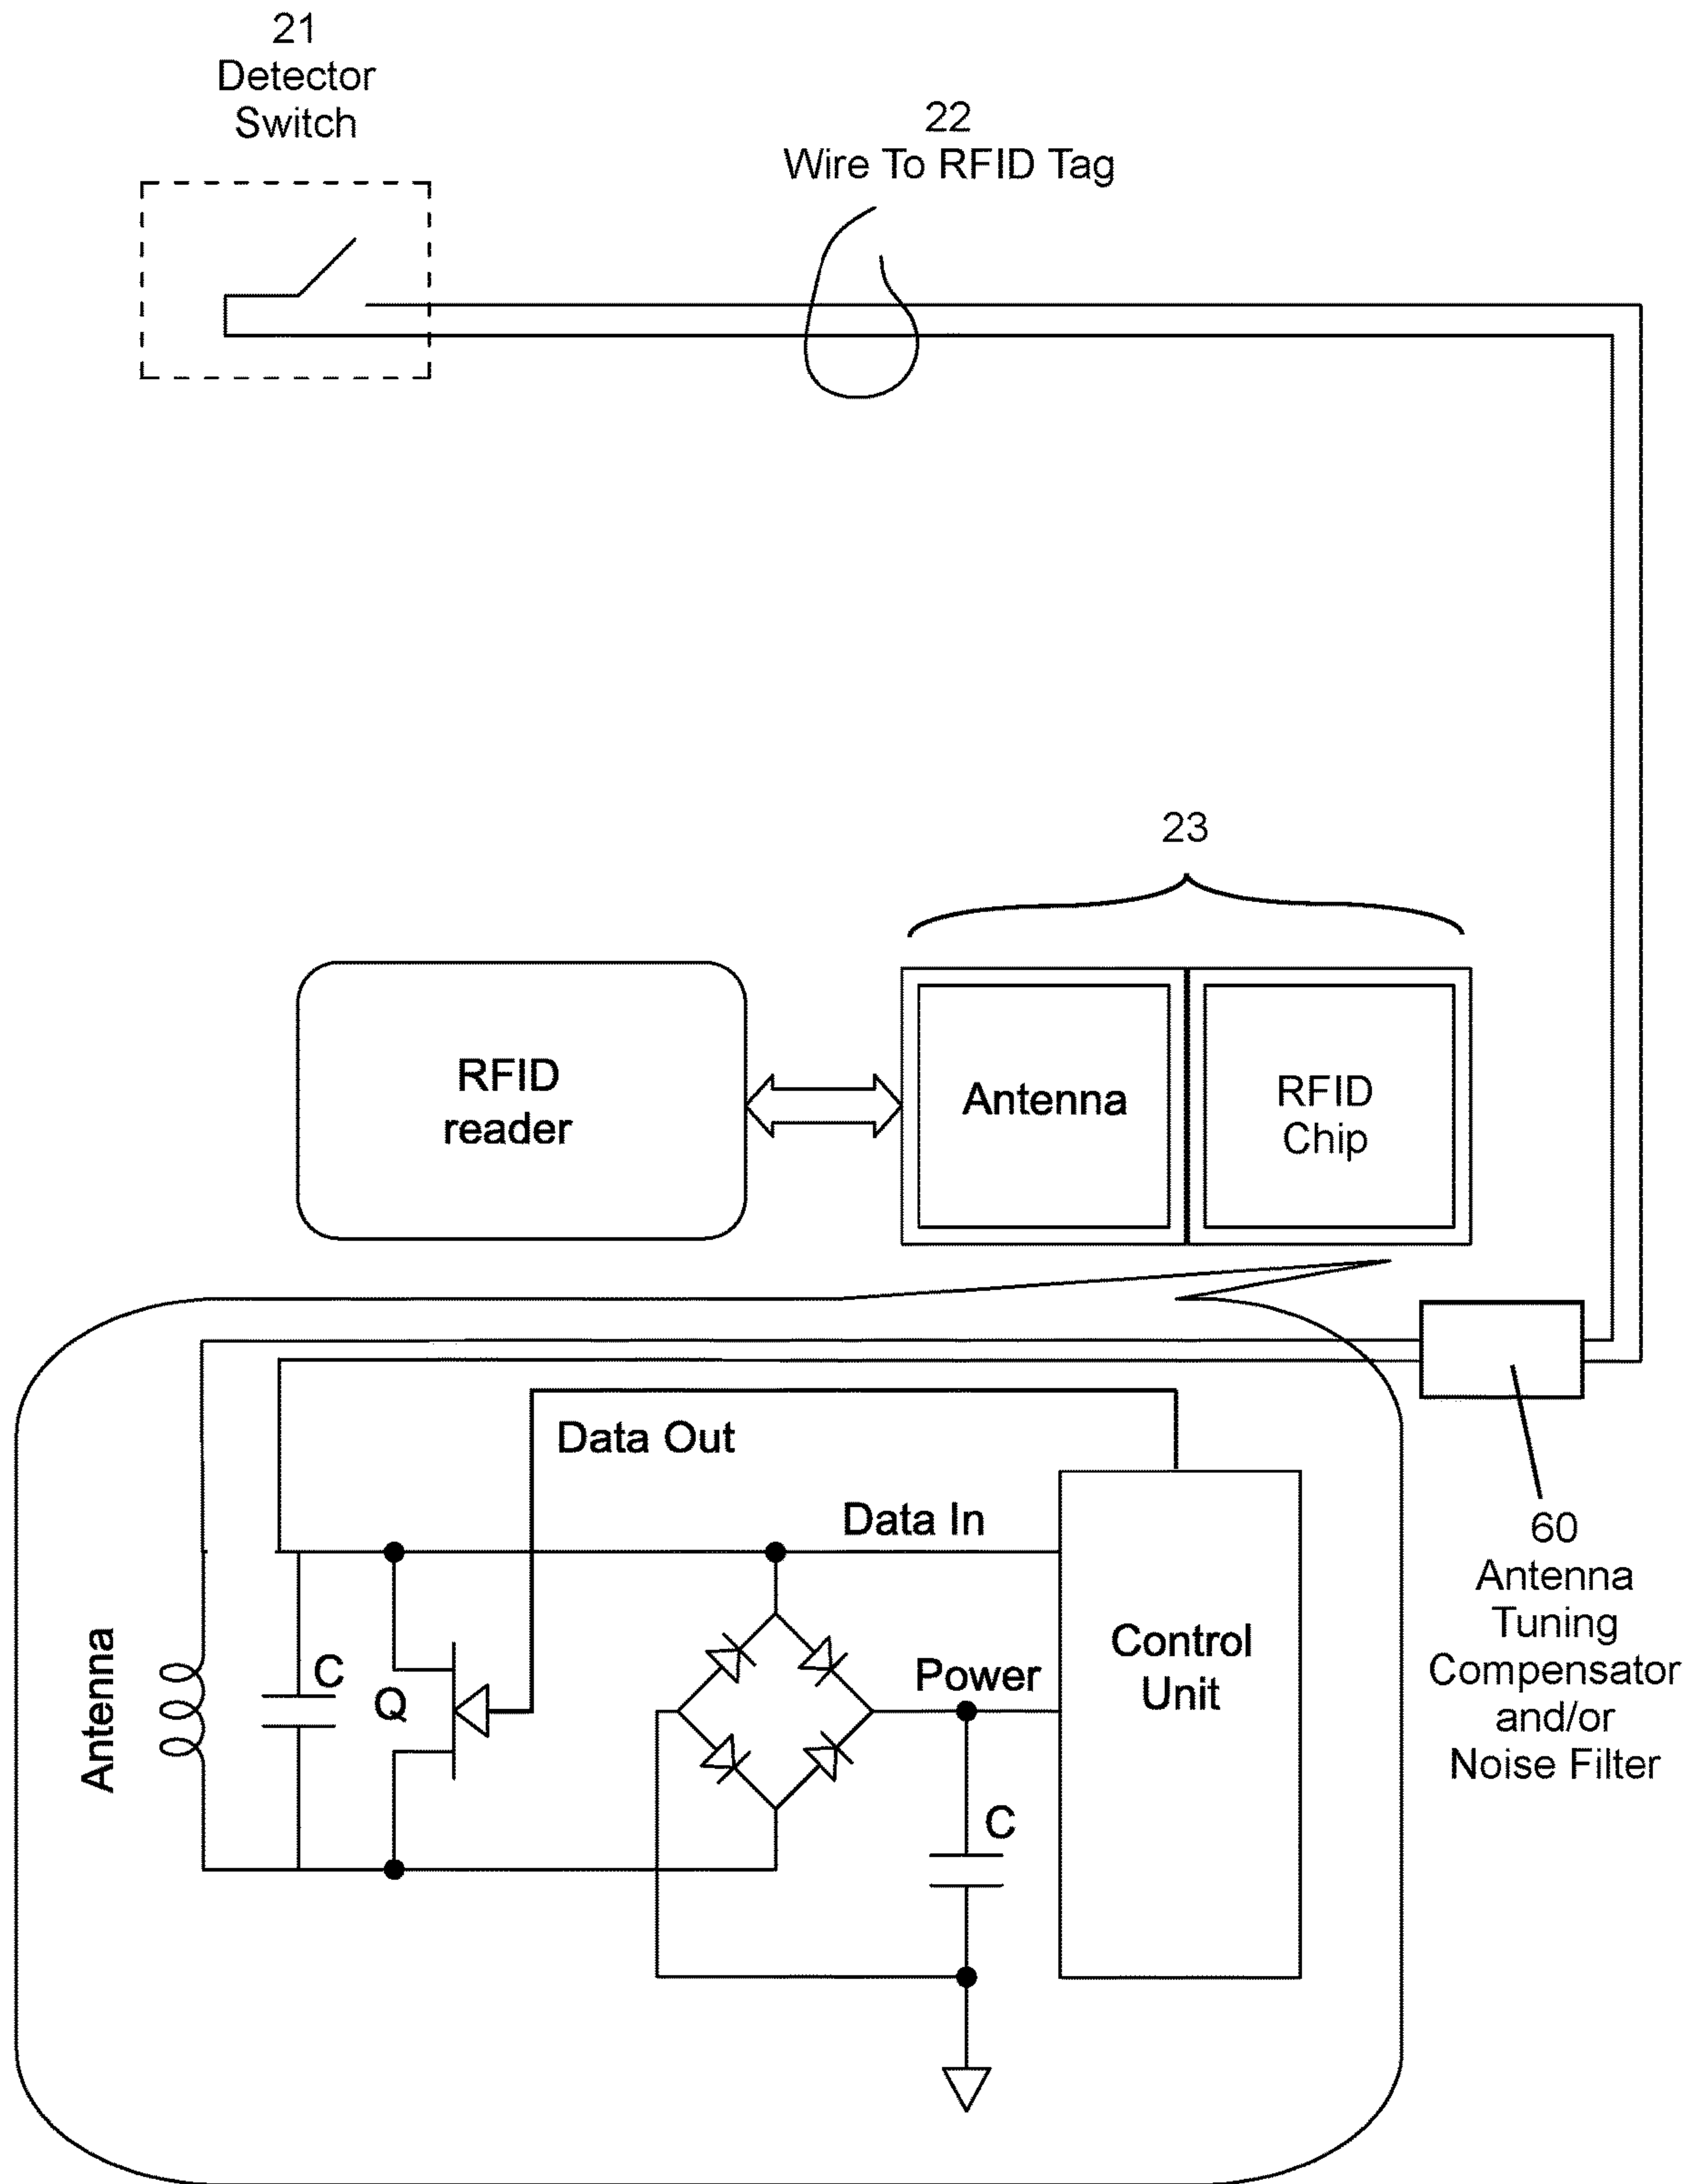 21
Detector
Switch
22
Wire To RFID Tag
23
RFID
reader
Antenna
RFID
Chip
Data Out
Data In
60
Antenna
Tuning
Compensator
and/or
Noise Filter
Control
Unit
Power
Antenna
C
Q
C